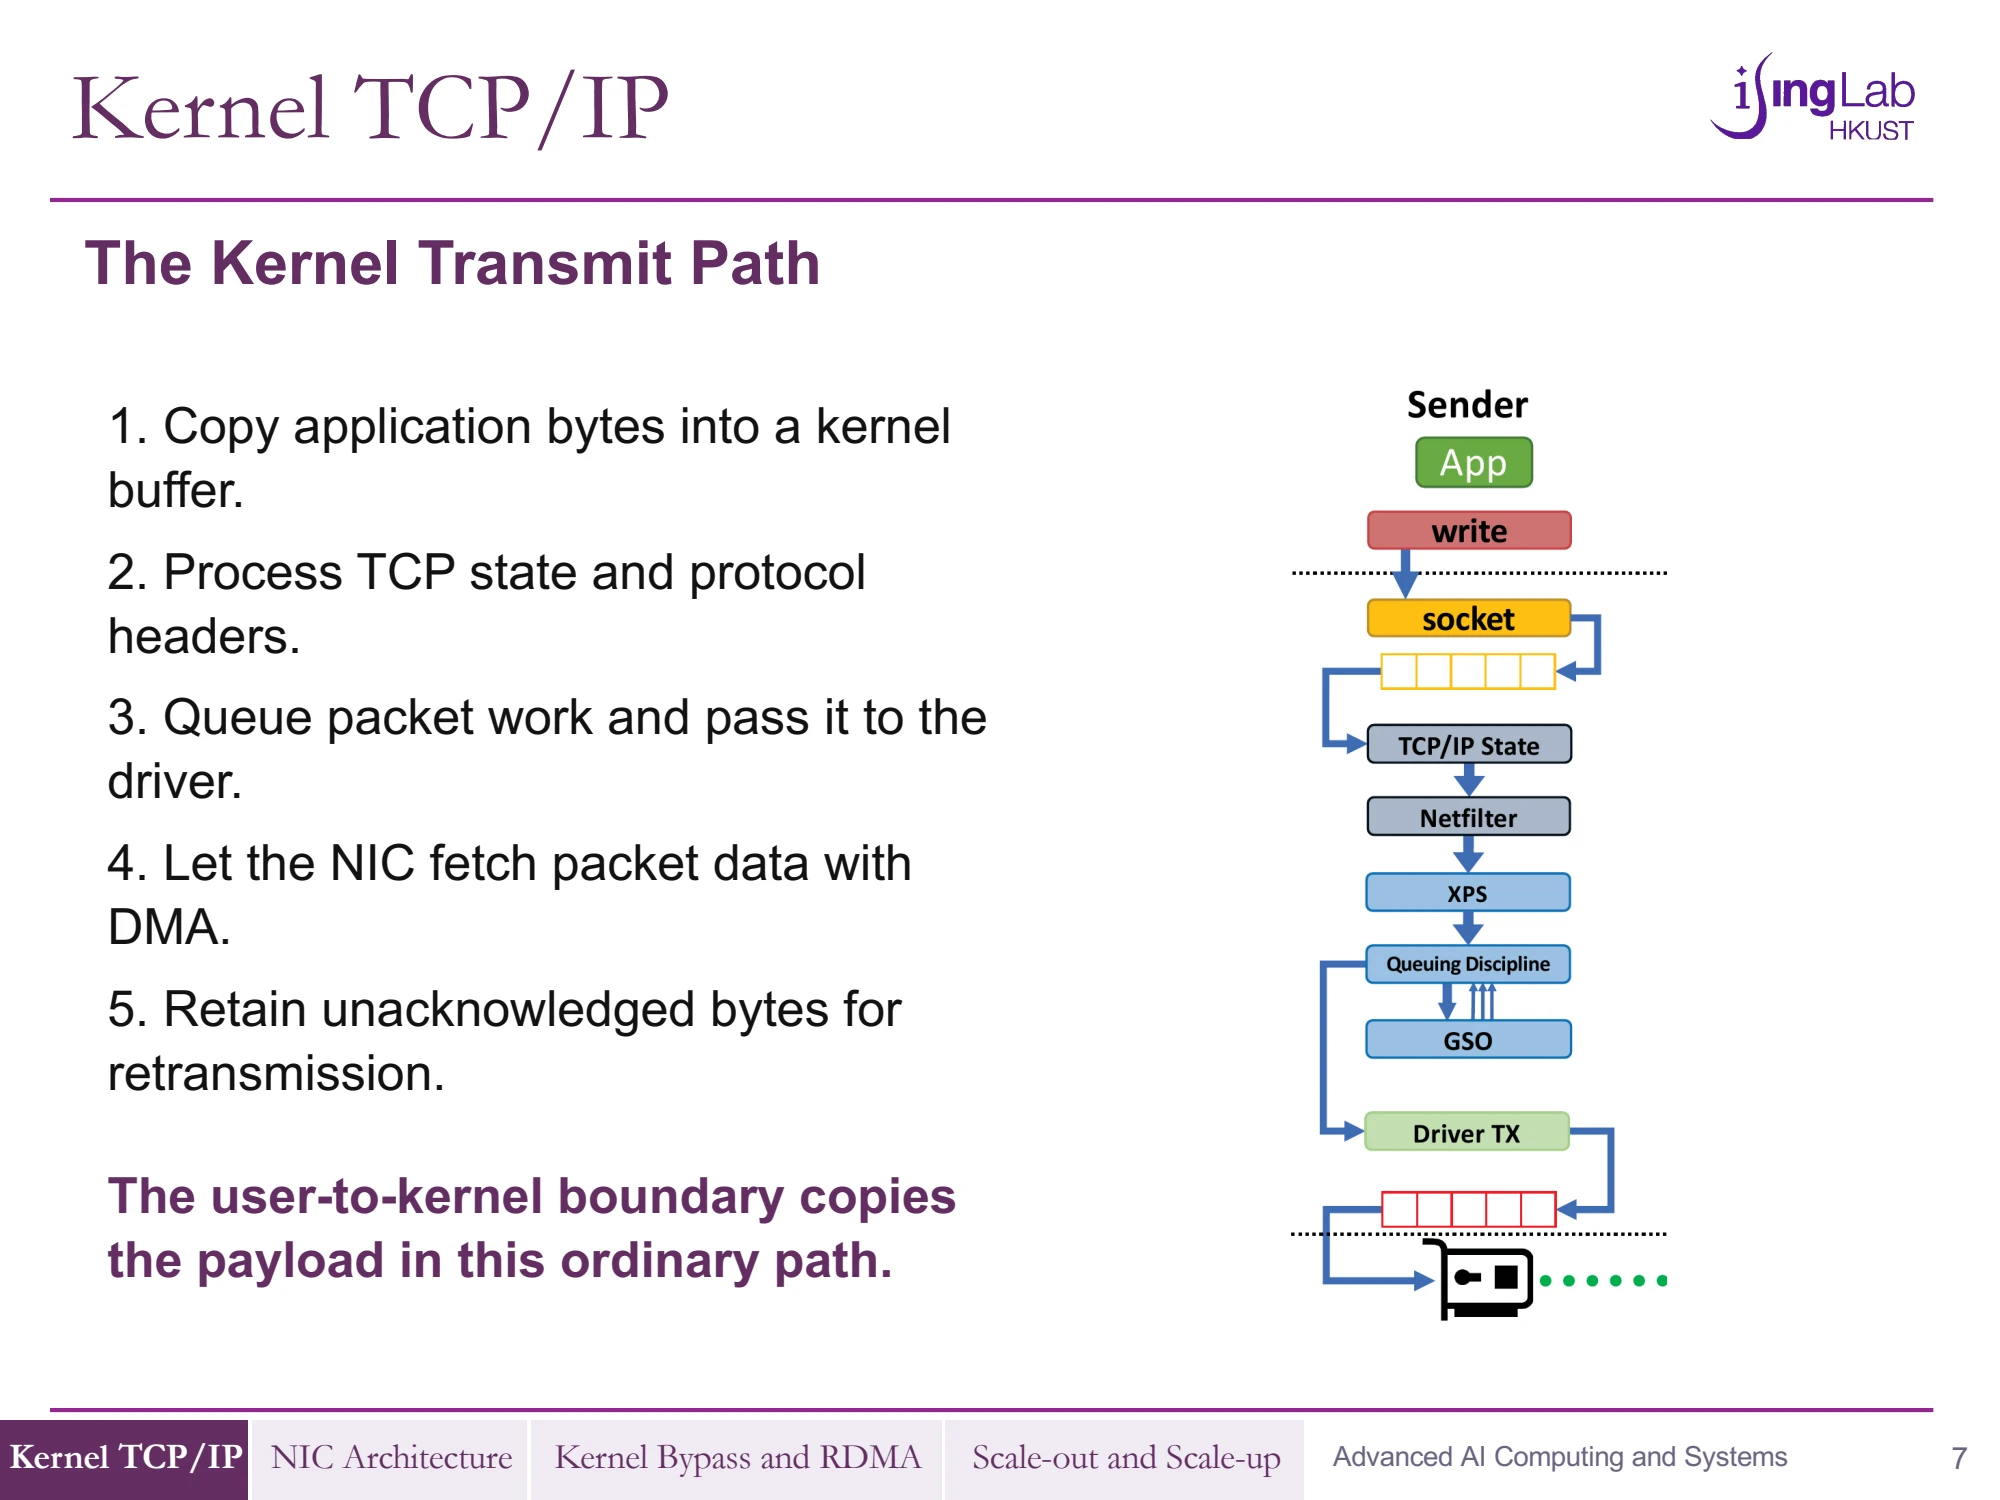 Kernel TCP/IP
isingLab
HKUST
The Kernel Transmit Path
1. Copy application bytes into a kernel
buffer.
2. Process TCP state and protocol
headers.
3. Queue packet work and pass it to the
driver.
4. Let the NIC fetch packet data with
DMA.
5. Retain unacknowledged bytes for
retransmission.
The user-to-kernel boundary copies
the payload in this ordinary path.
Sender
App
write
socket
TCP/IP State
Netfilter
XPS
Queuing Discipline
GSO
Driver TX
Kernel TCP/IP
NIC Architecture
Kernel Bypass and RDMA
Scale-out and Scale-up
Advanced AI Computing and Systems
7